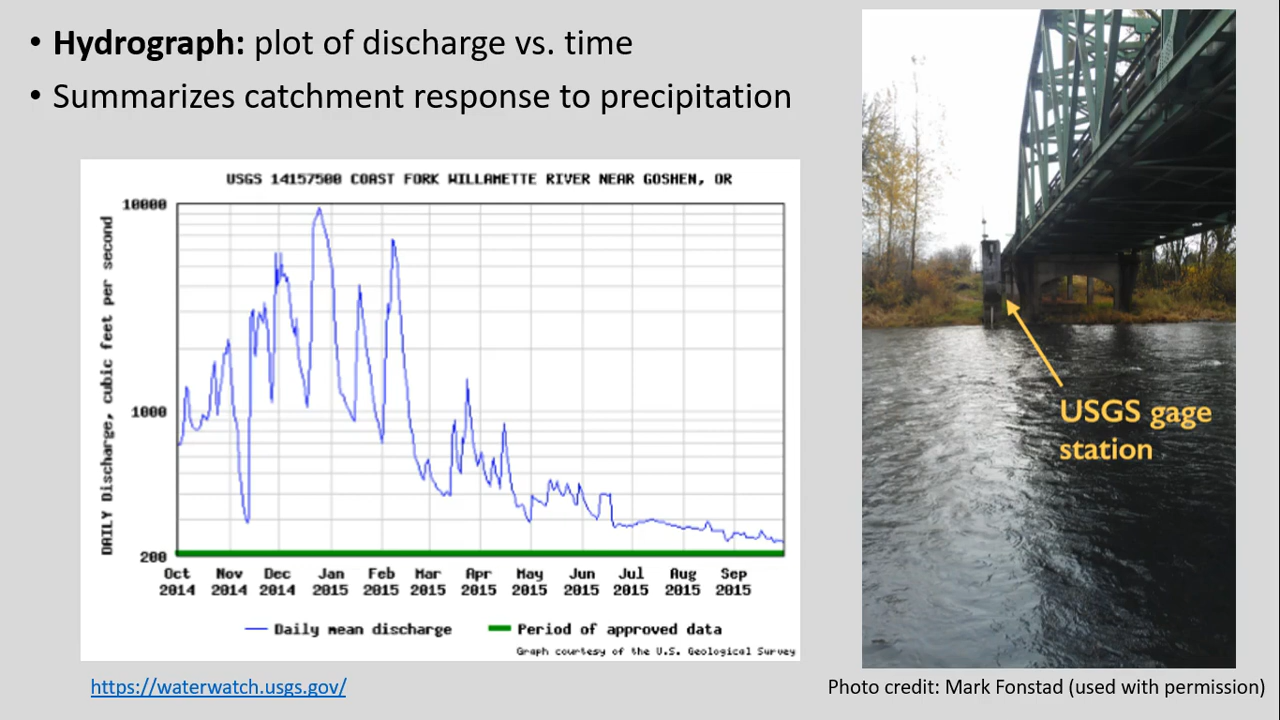 • Hydrograph: plot of discharge vs. time
• Summarizes catchment response to precipitation
USGS 14157500 COAST FORK WILLAMETTE RIVER NEAR GOSHEN, OR
DAILY Discharge, cubic feet per second
10000
1000
200
Oct Nov Dec Jan Feb Mar Apr May Jun Jul Aug Sep
2014 2014 2014 2015 2015 2015 2015 2015 2015 2015 2015 2015
Daily mean discharge Period of approved data
Graph courtesy of the U.S. Geological Survey
https://waterwatch.usgs.gov/
USGS gage
station
Photo credit: Mark Fonstad (used with permission)